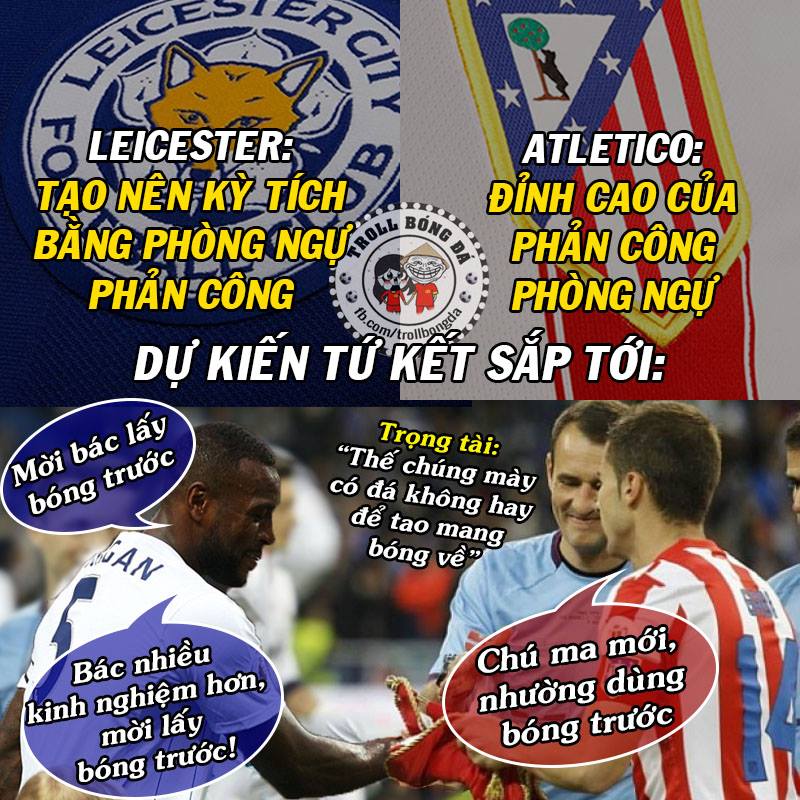 LEICESTER CITY
FOOTBALL CLUB
LEICESTER:
TẠO NÊN KỲ TÍCH
BẰNG PHÒNG NGỰ
PHẢN CÔNG
ATLETICO:
ĐỈNH CAO CỦA
PHẢN CÔNG
PHÒNG NGỰ
TROLL BÓNG ĐÁ
fb.com/trollbongda
DỰ KIẾN TỨ KẾT SẮP TỚI:
Mời bác lấy
bóng trước
Trọng tài:
“Thế chúng mày
có đá không hay
để tao mang
bóng về”
5
Bác nhiều
kinh nghiệm hơn,
mời lấy
bóng trước!
Chú ma mới,
nhường dùng
bóng trước